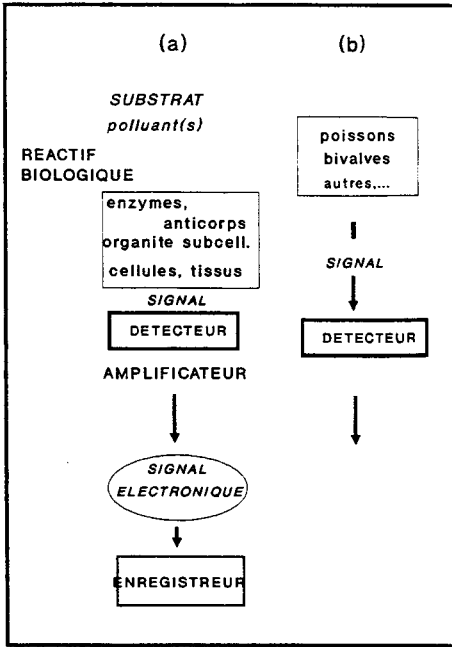 (a)
SUBSTRAT
polluant(s)
REACTIF
BIOLOGIQUE
enzymes,
anticorps
organite subcell.
cellules, tissus
SIGNAL
DETECTEUR
AMPLIFICATEUR
SIGNAL
ELECTRONIQUE
ENREGISTREUR
(b)
poissons
bivalves
autres,...
SIGNAL
DETECTEUR